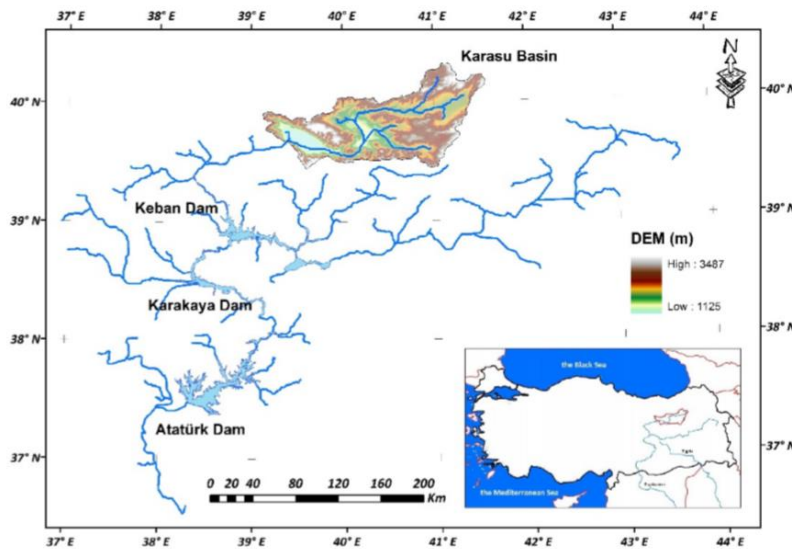 37° E 38° E 39° E 40° E 41° E 42° E 43° E 44° E
Karasu Basin
N
40° N 40° N
39° N 39° N
38° N 38° N
37° N 37° N
Keban Dam
Karakaya Dam
Atatürk Dam
DEM (m)
High : 3487
Low : 1125
the Black Sea
the Mediterranean Sea
0 20 40 80 120 160 200
Km
37° E 38° E 39° E 40° E 41° E 42° E 43° E 44° E